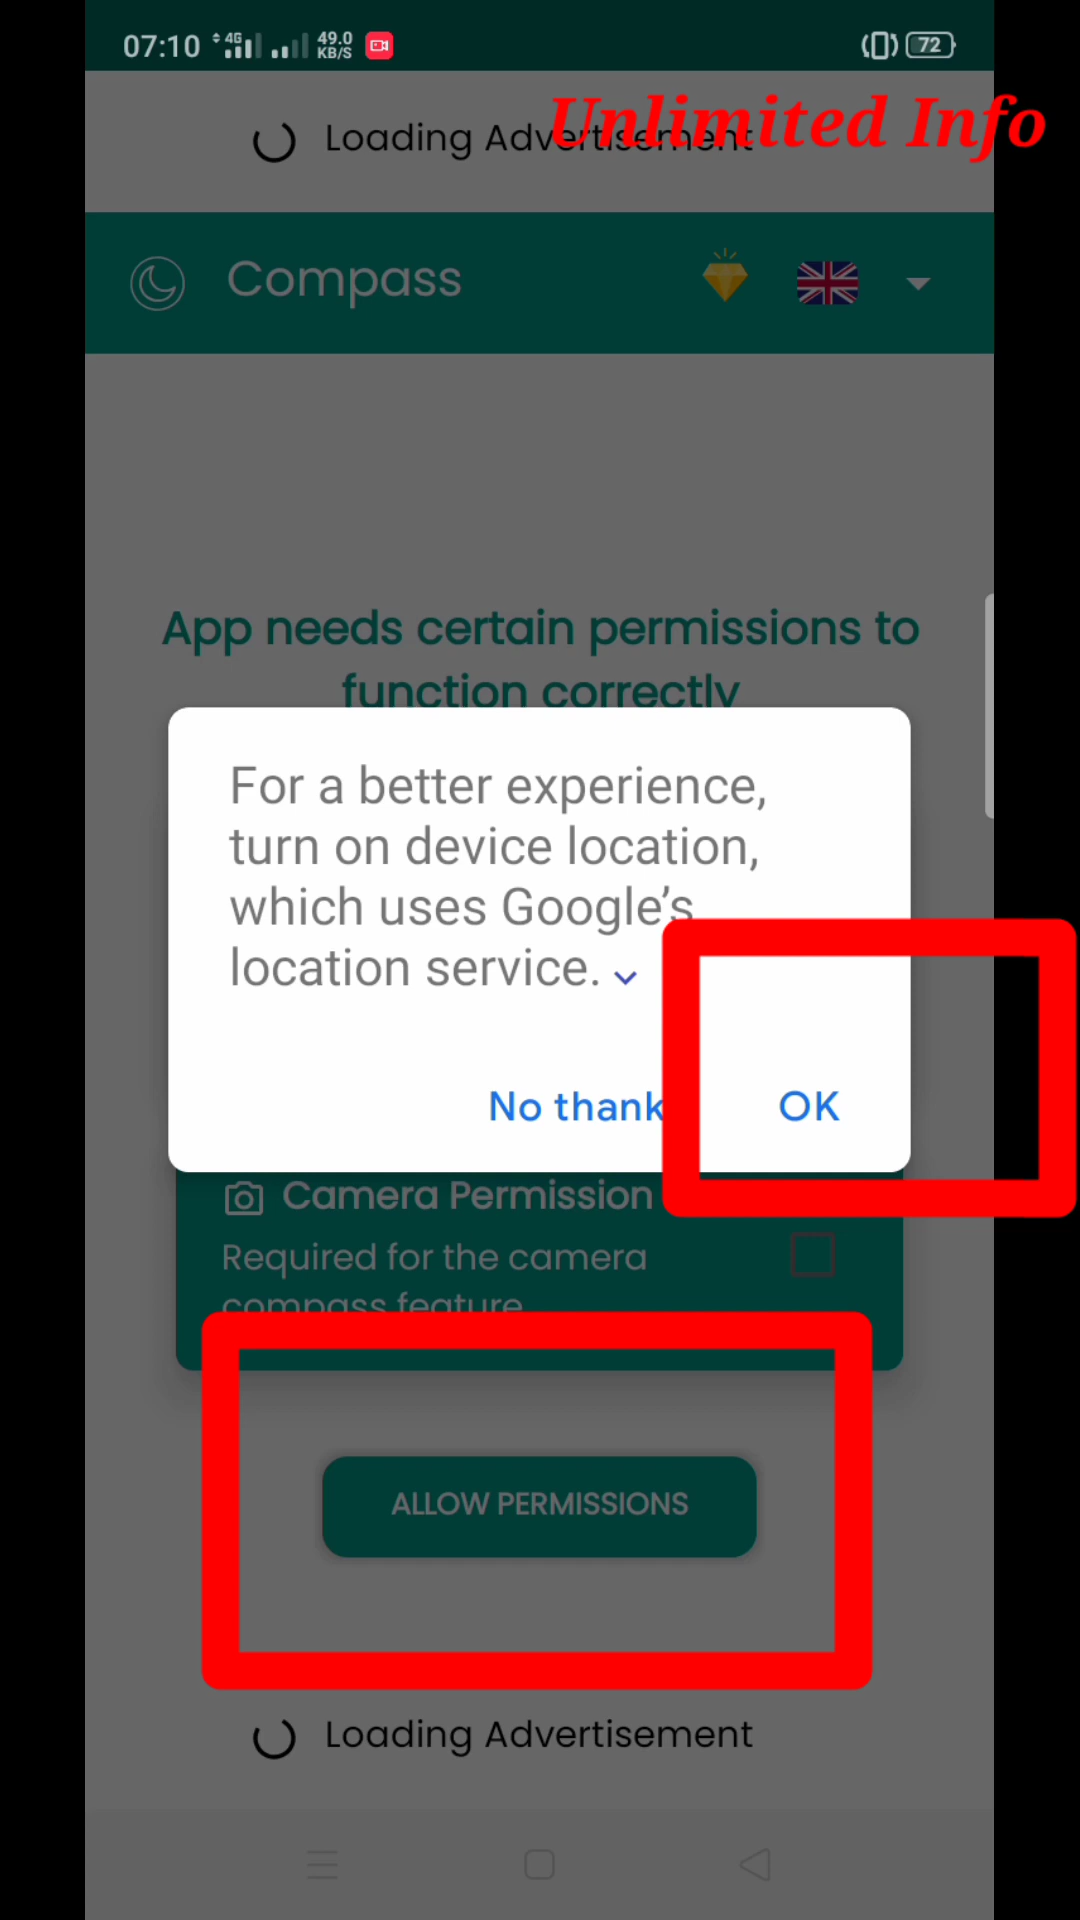 07:10 4G 49.0 KB/S 72
Unlimited Info
Loading Advertisement
Compass
App needs certain permissions to
function correctly
For a better experience,
turn on device location,
which uses Google’s
location service.
No thank
OK
Camera Permission
Required for the camera
compass feature
ALLOW PERMISSIONS
Loading Advertisement